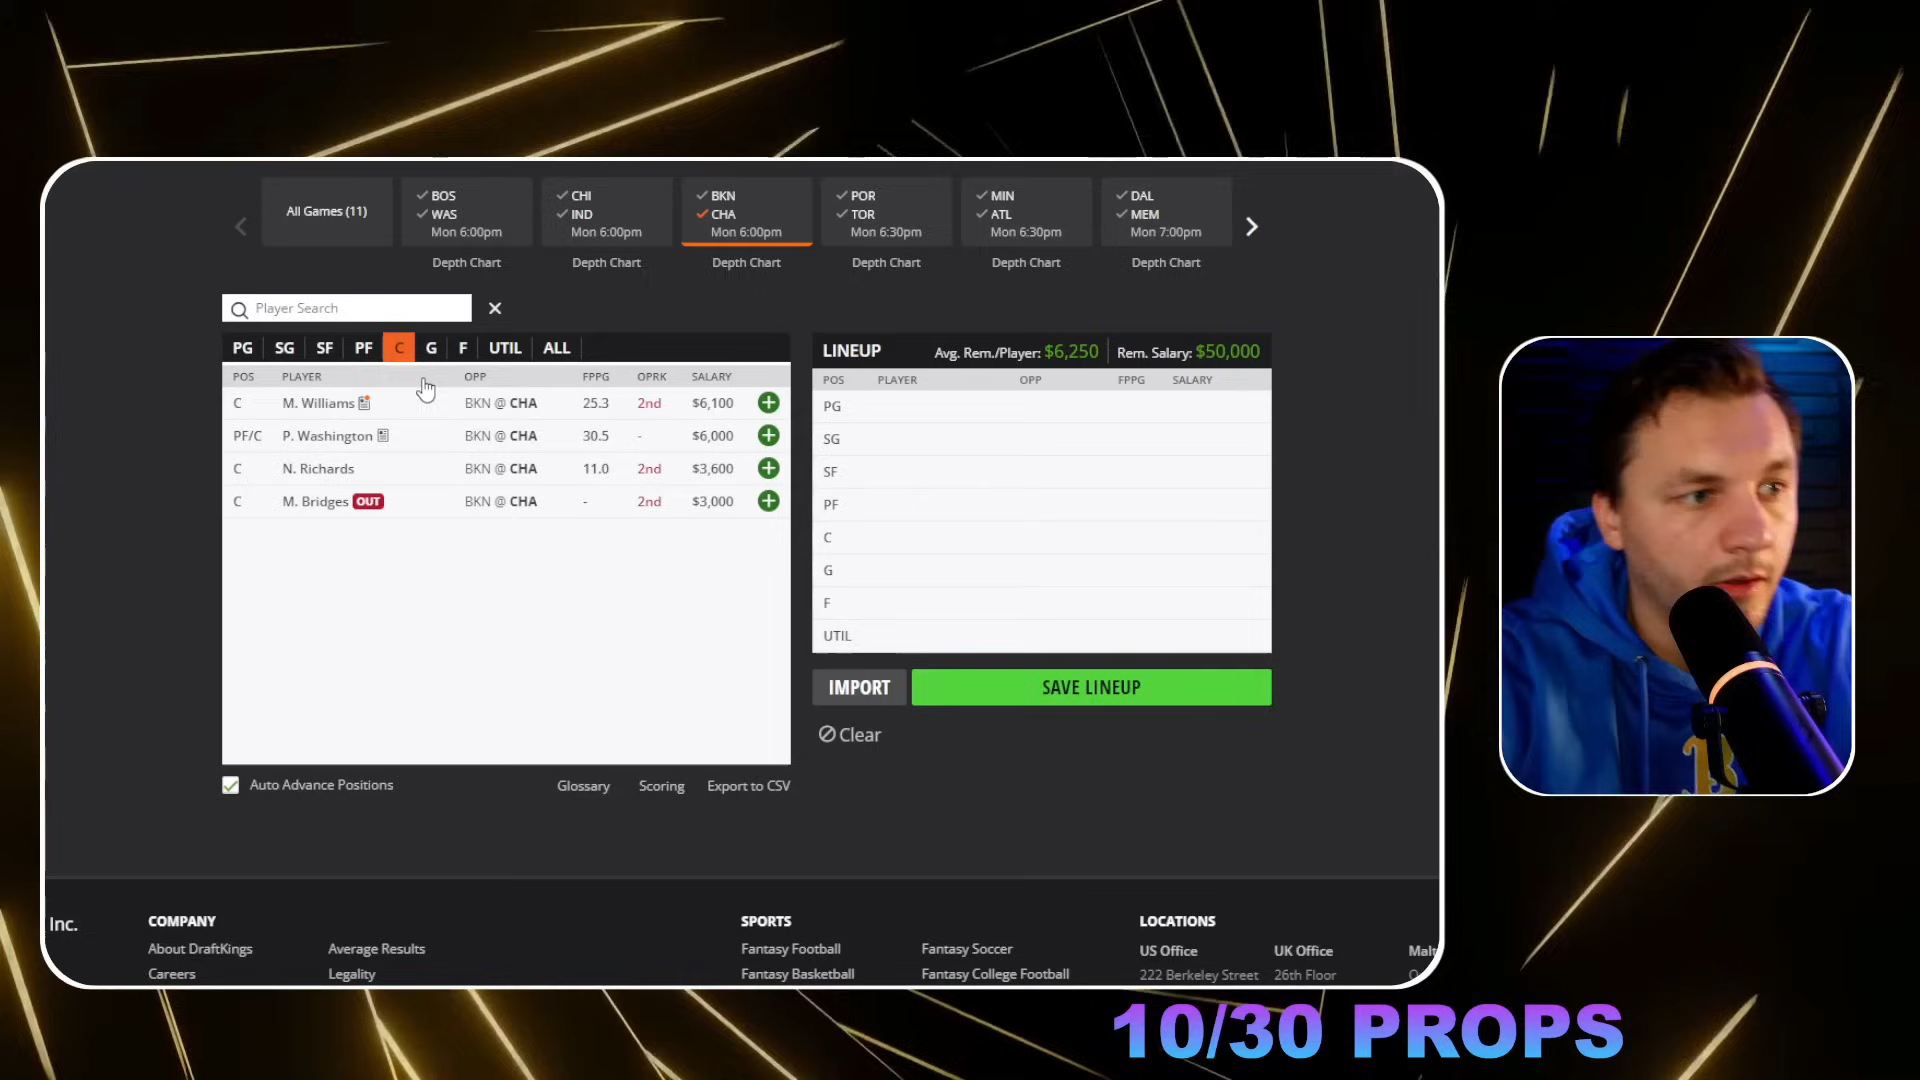 All Games (11)
BOS
WAS
Mon 6:00pm
CHI
IND
Mon 6:00pm
BKN
CHA
Mon 6:00pm
POR
TOR
Mon 6:30pm
MIN
ATL
Mon 6:30pm
DAL
MEM
Mon 7:00pm
Depth Chart Depth Chart Depth Chart Depth Chart Depth Chart Depth Chart
Player Search
PG SG SF PF C G F UTIL ALL
POS PLAYER OPP FPPG OPRK SALARY
C M. Williams BKN @ CHA 25.3 2nd $6,100
PF/C P. Washington BKN @ CHA 30.5 - $6,000
C N. Richards BKN @ CHA 11.0 2nd $3,600
C M. Bridges OUT BKN @ CHA - 2nd $3,000
Auto Advance Positions Glossary Scoring Export to CSV
LINEUP Avg. Rem./Player: $6,250 Rem. Salary: $50,000
POS PLAYER OPP FPPG SALARY
PG
SG
SF
PF
C
G
F
UTIL
IMPORT SAVE LINEUP
Clear
Inc.
COMPANY
About DraftKings Average Results
Careers Legality
SPORTS
Fantasy Football Fantasy Soccer
Fantasy Basketball Fantasy College Football
LOCATIONS
US Office UK Office
222 Berkeley Street 26th Floor
10/30 PROPS